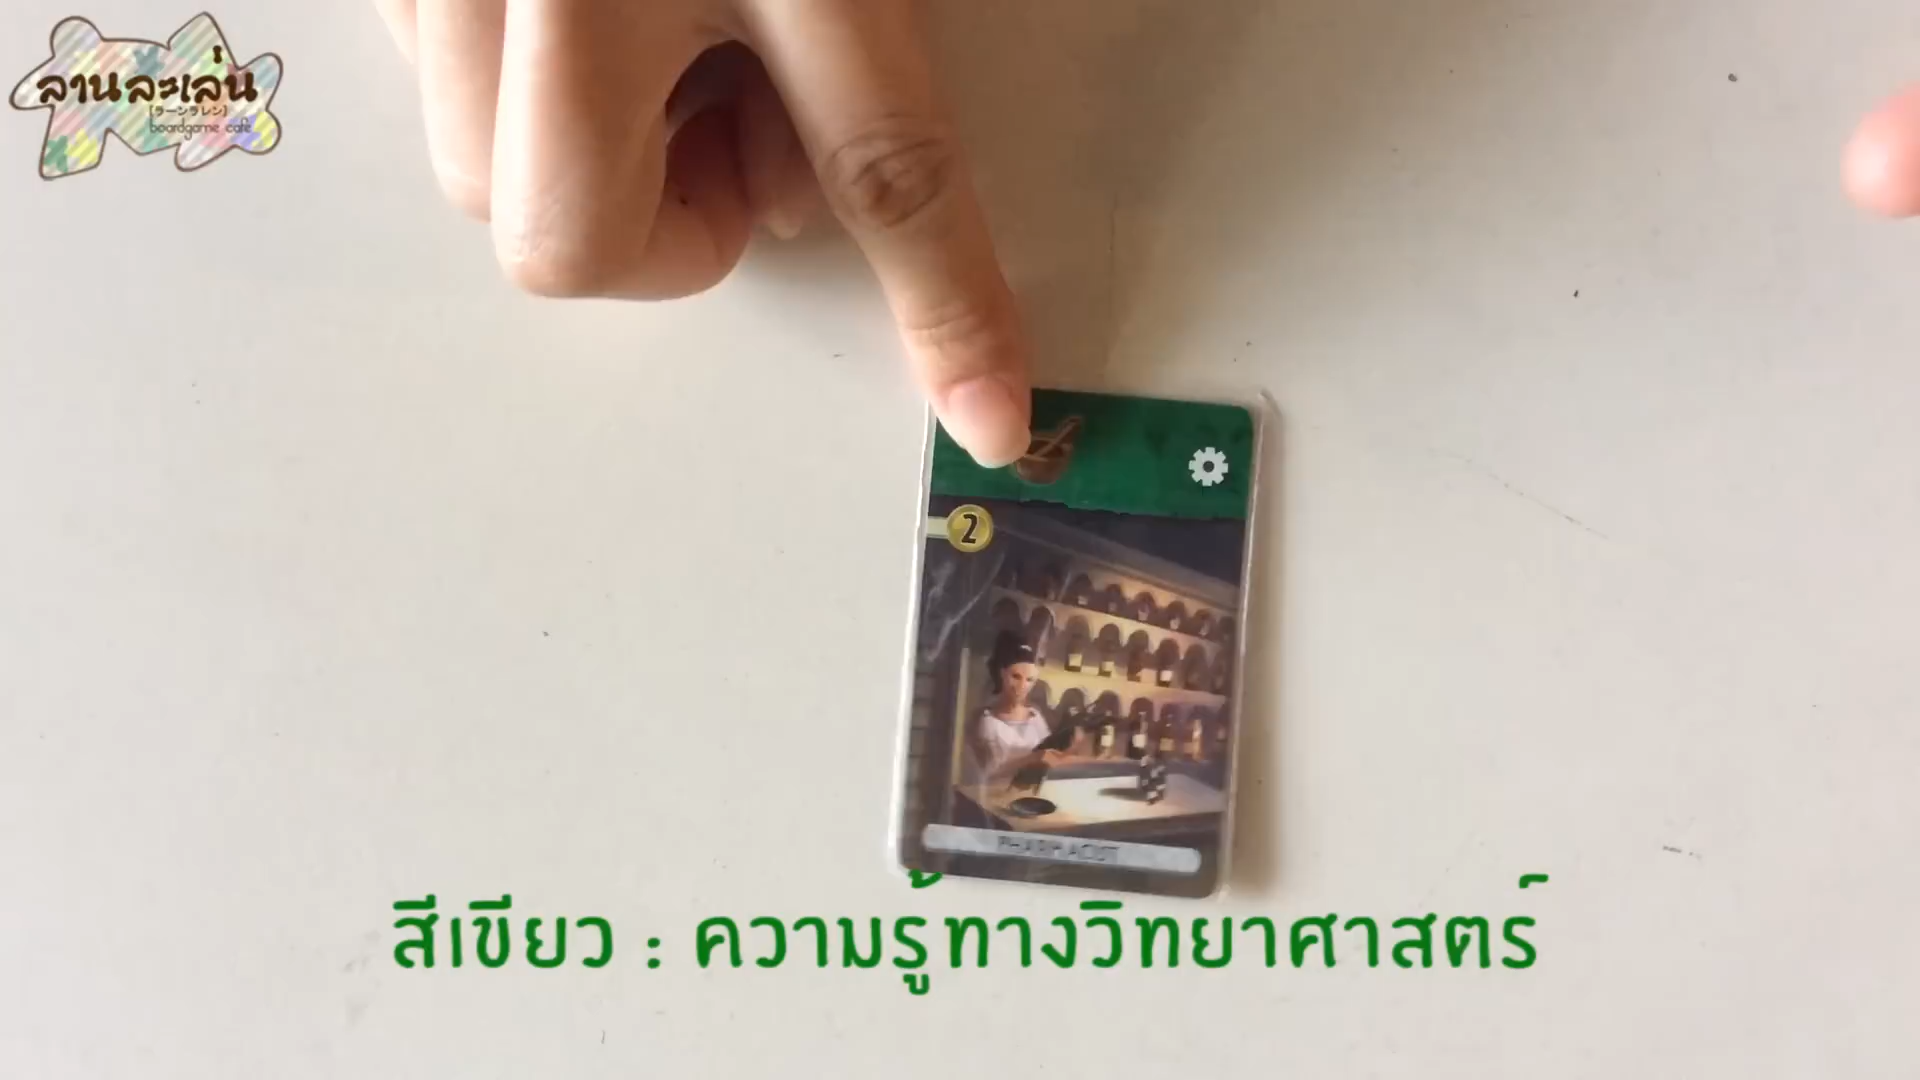 ลานละเล่น
[ラーンラレン]
boardgame cafe
2
PHARMACIST
สีเขียว : ความรู้ทางวิทยาศาสตร์